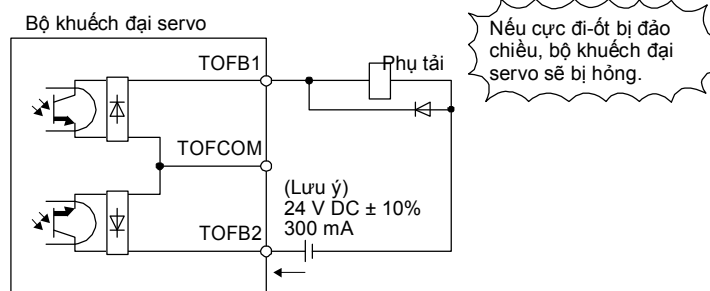 Bộ khuếch đại servo
Nếu cực đi-ốt bị đảo
chiều, bộ khuếch đại
servo sẽ bị hỏng.
TOFB1
Phụ tải
TOFCOM
(Lưu ý)
24 V DC ± 10%
300 mA
TOFB2